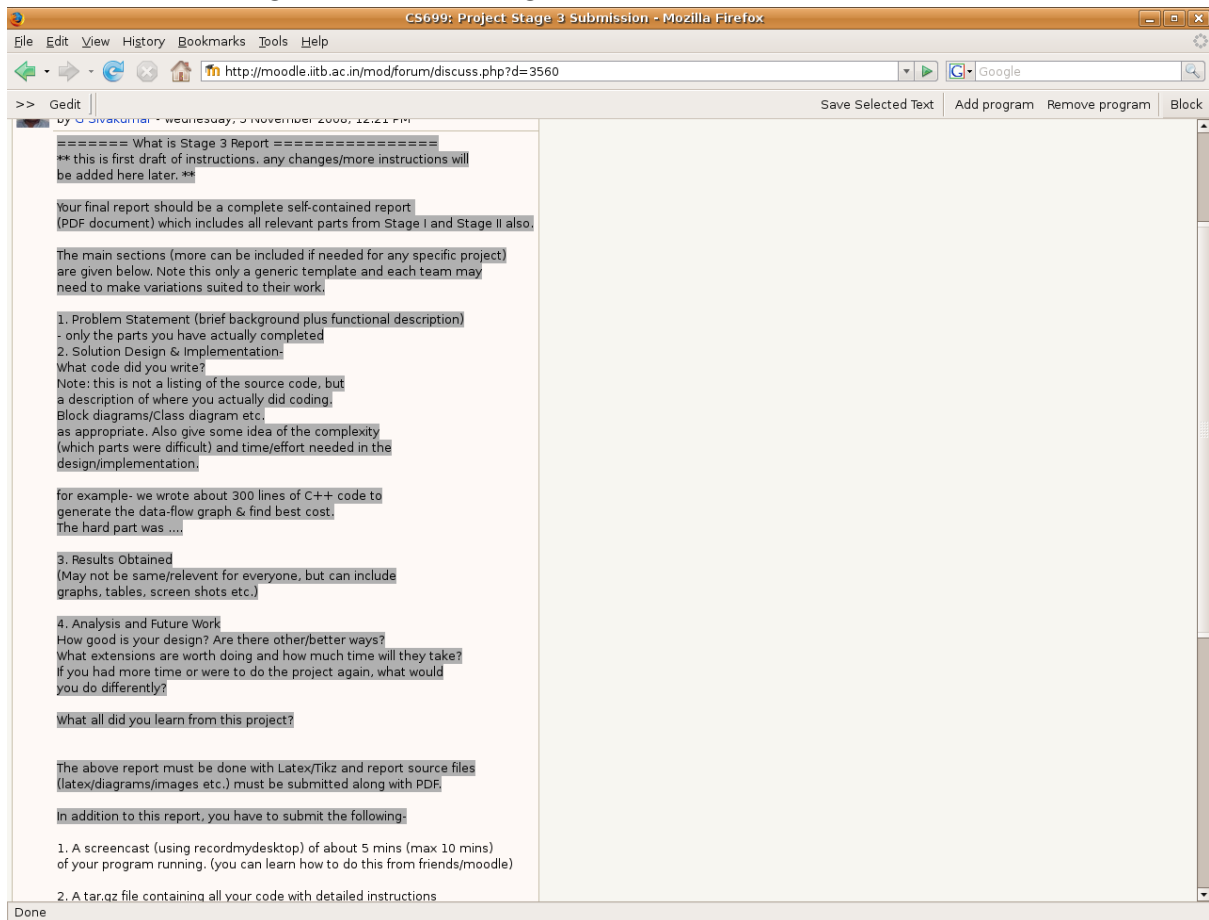 CS699: Project Stage 3 Submission - Mozilla Firefox
File Edit View History Bookmarks Tools Help
http://moodle.iitb.ac.in/mod/forum/discuss.php?d=3560 G Google
>> Gedit Save Selected Text Add program Remove program Block
by G Sivakumar - Wednesday, 5 November 2008, 12:21 PM
======= What is Stage 3 Report ================
** this is first draft of instructions. any changes/more instructions will
be added here later. **
Your final report should be a complete self-contained report
(PDF document) which includes all relevant parts from Stage I and Stage II also.
The main sections (more can be included if needed for any specific project)
are given below. Note this only a generic template and each team may
need to make variations suited to their work.
1. Problem Statement (brief background plus functional description)
- only the parts you have actually completed
2. Solution Design & Implementation-
What code did you write?
Note: this is not a listing of the source code, but
a description of where you actually did coding.
Block diagrams/Class diagram etc.
as appropriate. Also give some idea of the complexity
(which parts were difficult) and time/effort needed in the
design/implementation.
for example- we wrote about 300 lines of C++ code to
generate the data-flow graph & find best cost.
The hard part was ....
3. Results Obtained
(May not be same/relevent for everyone, but can include
graphs, tables, screen shots etc.)
4. Analysis and Future Work
How good is your design? Are there other/better ways?
What extensions are worth doing and how much time will they take?
If you had more time or were to do the project again, what would
you do differently?
What all did you learn from this project?
The above report must be done with Latex/Tikz and report source files
(latex/diagrams/images etc.) must be submitted along with PDF.
In addition to this report, you have to submit the following-
1. A screencast (using recordmydesktop) of about 5 mins (max 10 mins)
of your program running. (you can learn how to do this from friends/moodle)
2. A tar.gz file containing all your code with detailed instructions
Done